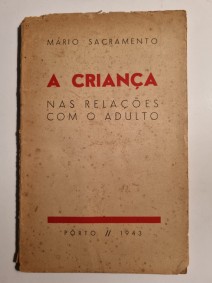 MÁRIO SACRAMENTO
A CRIANÇA
NAS RELAÇÕES
COM O ADULTO
PÔRTO // 1943